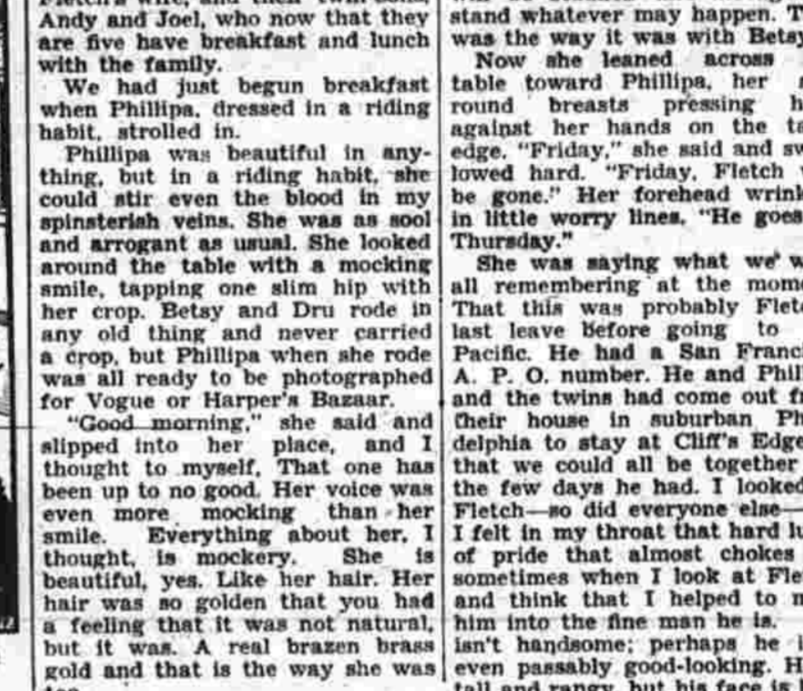 Andy and Joel, who now that they
are five have breakfast and lunch
with the family.
We had just begun breakfast
when Phillipa, dressed in a riding
habit, strolled in.
Phillipa was beautiful in any-
thing, but in a riding habit, she
could stir even the blood in my
spinsterish veins. She was as sool
and arrogant as usual. She looked
around the table with a mocking
smile, tapping one slim hip with
her crop. Betsy and Dru rode in
any old thing and never carried
a crop, but Phillipa when she rode
was all ready to be photographed
for Vogue or Harper's Bazaar.
"Good morning," she said and
slipped into her place, and I
thought to myself, That one has
been up to no good. Her voice was
even more mocking than her
smile. Everything about her, I
thought, is mockery. She is
beautiful, yes. Like her hair. Her
hair was so golden that you had
a feeling that it was not natural,
but it was. A real brazen brass
gold and that is the way she was
stand whatever may happen. T
was the way it was with Betsy
Now she leaned across
table toward Phillipa, her
round breasts pressing h
against her hands on the ta
edge. "Friday," she said and sw
lowed hard. "Friday, Fletch
be gone." Her forehead wrink
in little worry lines. "He goes
Thursday."
She was saying what we w
all remembering at the mome
That this was probably Flet
last leave before going to
Pacific. He had a San Franci
A. P. O. number. He and Phil
and the twins had come out f
their house in suburban Ph
delphia to stay at Cliff's Edge
that we could all be together
the few days he had. I looked
Fletch—so did everyone else—
I felt in my throat that hard lu
of pride that almost chokes
sometimes when I look at Fle
and think that I helped to m
him into the fine man he is.
isn't handsome; perhaps he i
even passably good-looking. H
tall and rangy, but his face is